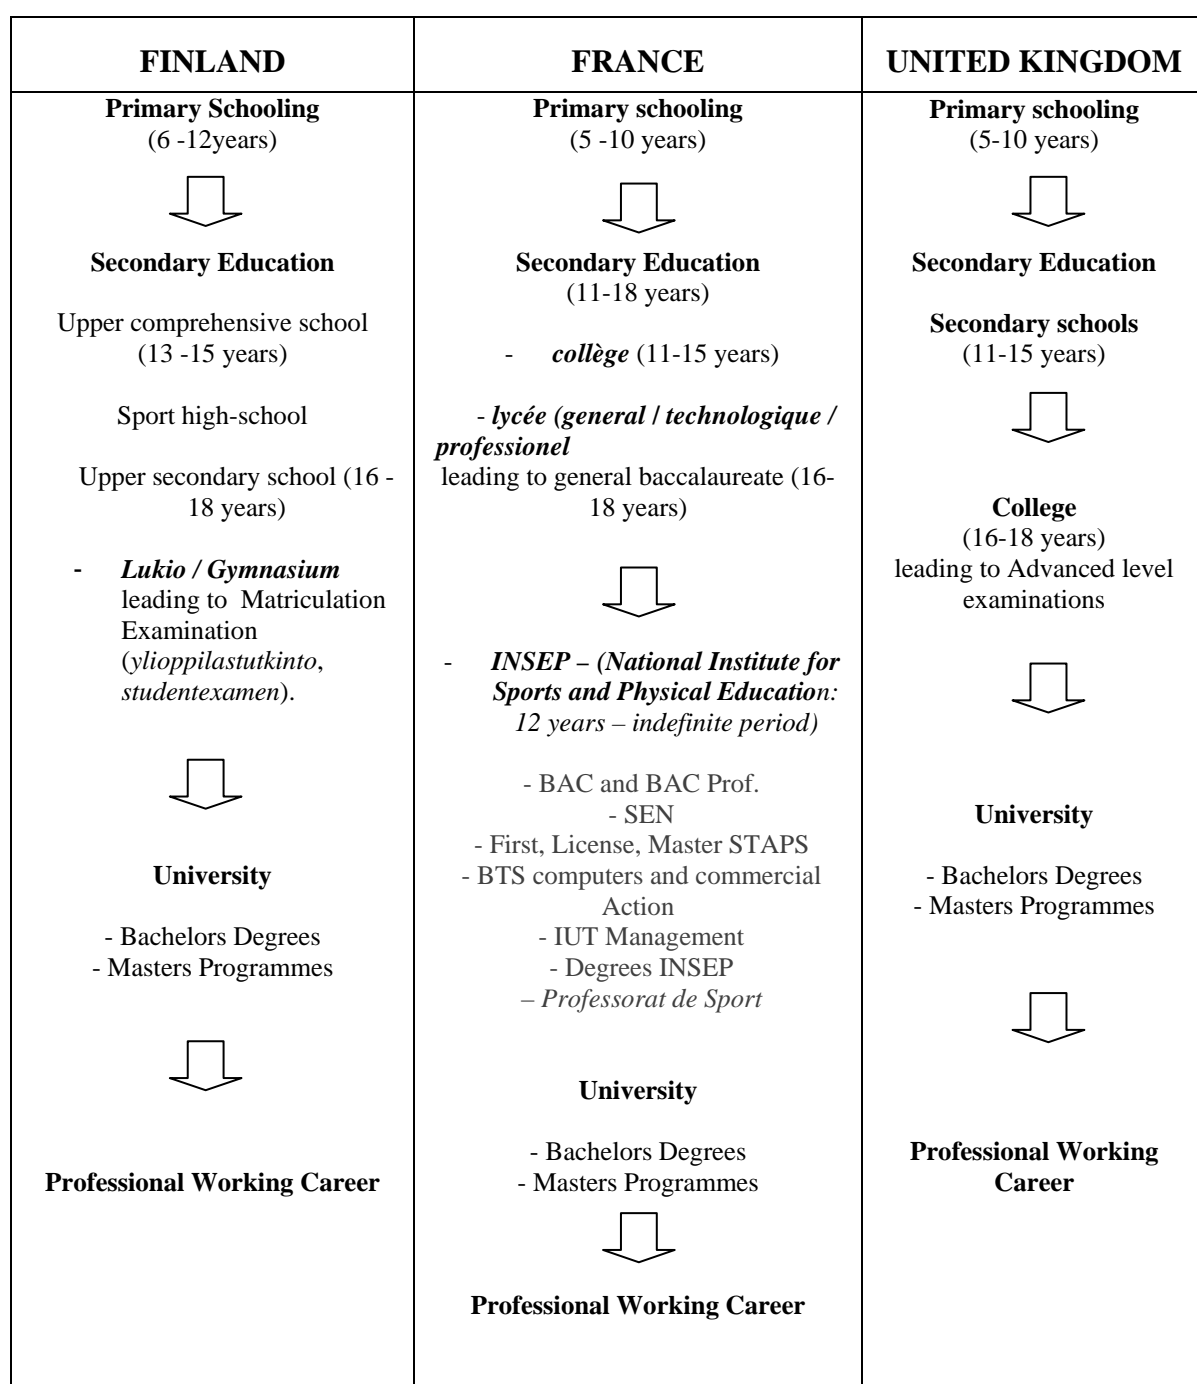 FINLAND
Primary Schooling
(6 -12years)
Secondary Education
Upper comprehensive school
(13 -15 years)
Sport high-school
Upper secondary school (16 -
18 years)
- Lukio / Gymnasium
leading to Matriculation
Examination
(ylioppilastutkinto,
studentexamen).
University
- Bachelors Degrees
- Masters Programmes
Professional Working Career
FRANCE
Primary schooling
(5 -10 years)
Secondary Education
(11-18 years)
- collège (11-15 years)
- lycée (general / technologique /
professionel
leading to general baccalaureate (16-
18 years)
- INSEP – (National Institute for
Sports and Physical Education:
12 years – indefinite period)
- BAC and BAC Prof.
- SEN
- First, License, Master STAPS
- BTS computers and commercial
Action
- IUT Management
- Degrees INSEP
– Professorat de Sport
University
- Bachelors Degrees
- Masters Programmes
Professional Working Career
UNITED KINGDOM
Primary schooling
(5-10 years)
Secondary Education
Secondary schools
(11-15 years)
College
(16-18 years)
leading to Advanced level
examinations
University
- Bachelors Degrees
- Masters Programmes
Professional Working
Career